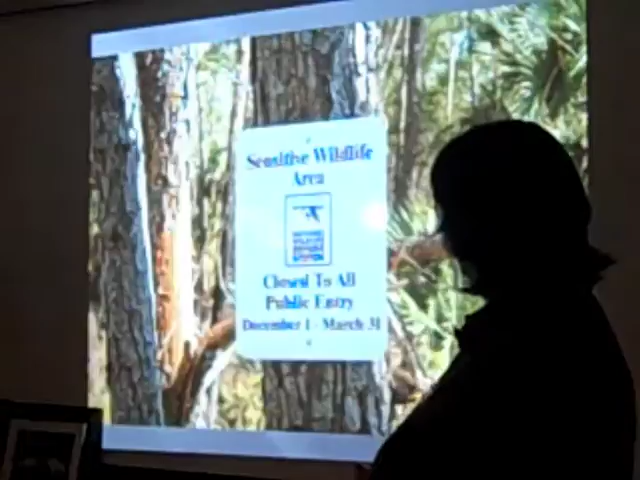 Sensitive Wildlife
Area
Closed To All
Public Entry
December 1 - March 31